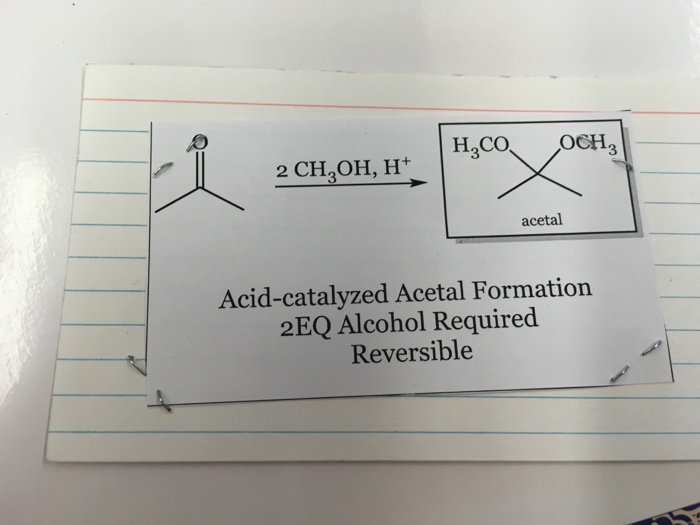 O
2 CH₃OH, H⁺
H₃CO OCH₃
acetal
Acid-catalyzed Acetal Formation
2EQ Alcohol Required
Reversible